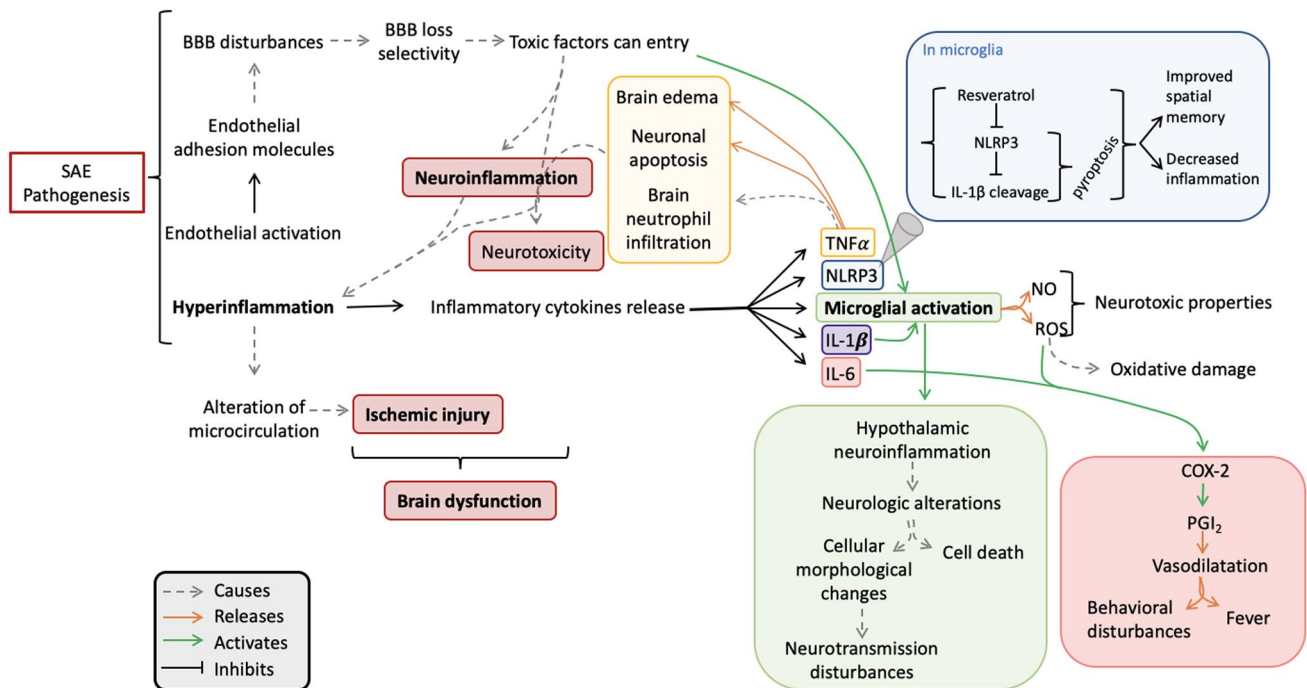 SAE
Pathogenesis
BBB disturbances
BBB loss
selectivity
Toxic factors can entry
Endothelial
adhesion molecules
Endothelial activation
Hyperinflammation
Inflammatory cytokines release
Alteration of
microcirculation
Ischemic injury
Brain dysfunction
Neuroinflammation
Neurotoxicity
Brain edema
Neuronal
apoptosis
Brain
neutrophil
infiltration
TNFα
NLRP3
Microglial activation
IL-1β
IL-6
NO
ROS
Neurotoxic properties
Oxidative damage
In microglia
Resveratrol
NLRP3
IL-1β cleavage
pyroptosis
Improved
spatial
memory
Decreased
inflammation
Hypothalamic
neuroinflammation
Neurologic alterations
Cellular
morphological
changes
Cell death
Neurotransmission
disturbances
COX-2
PGI₂
Vasodilatation
Behavioral
disturbances
Fever
Causes
Releases
Activates
Inhibits